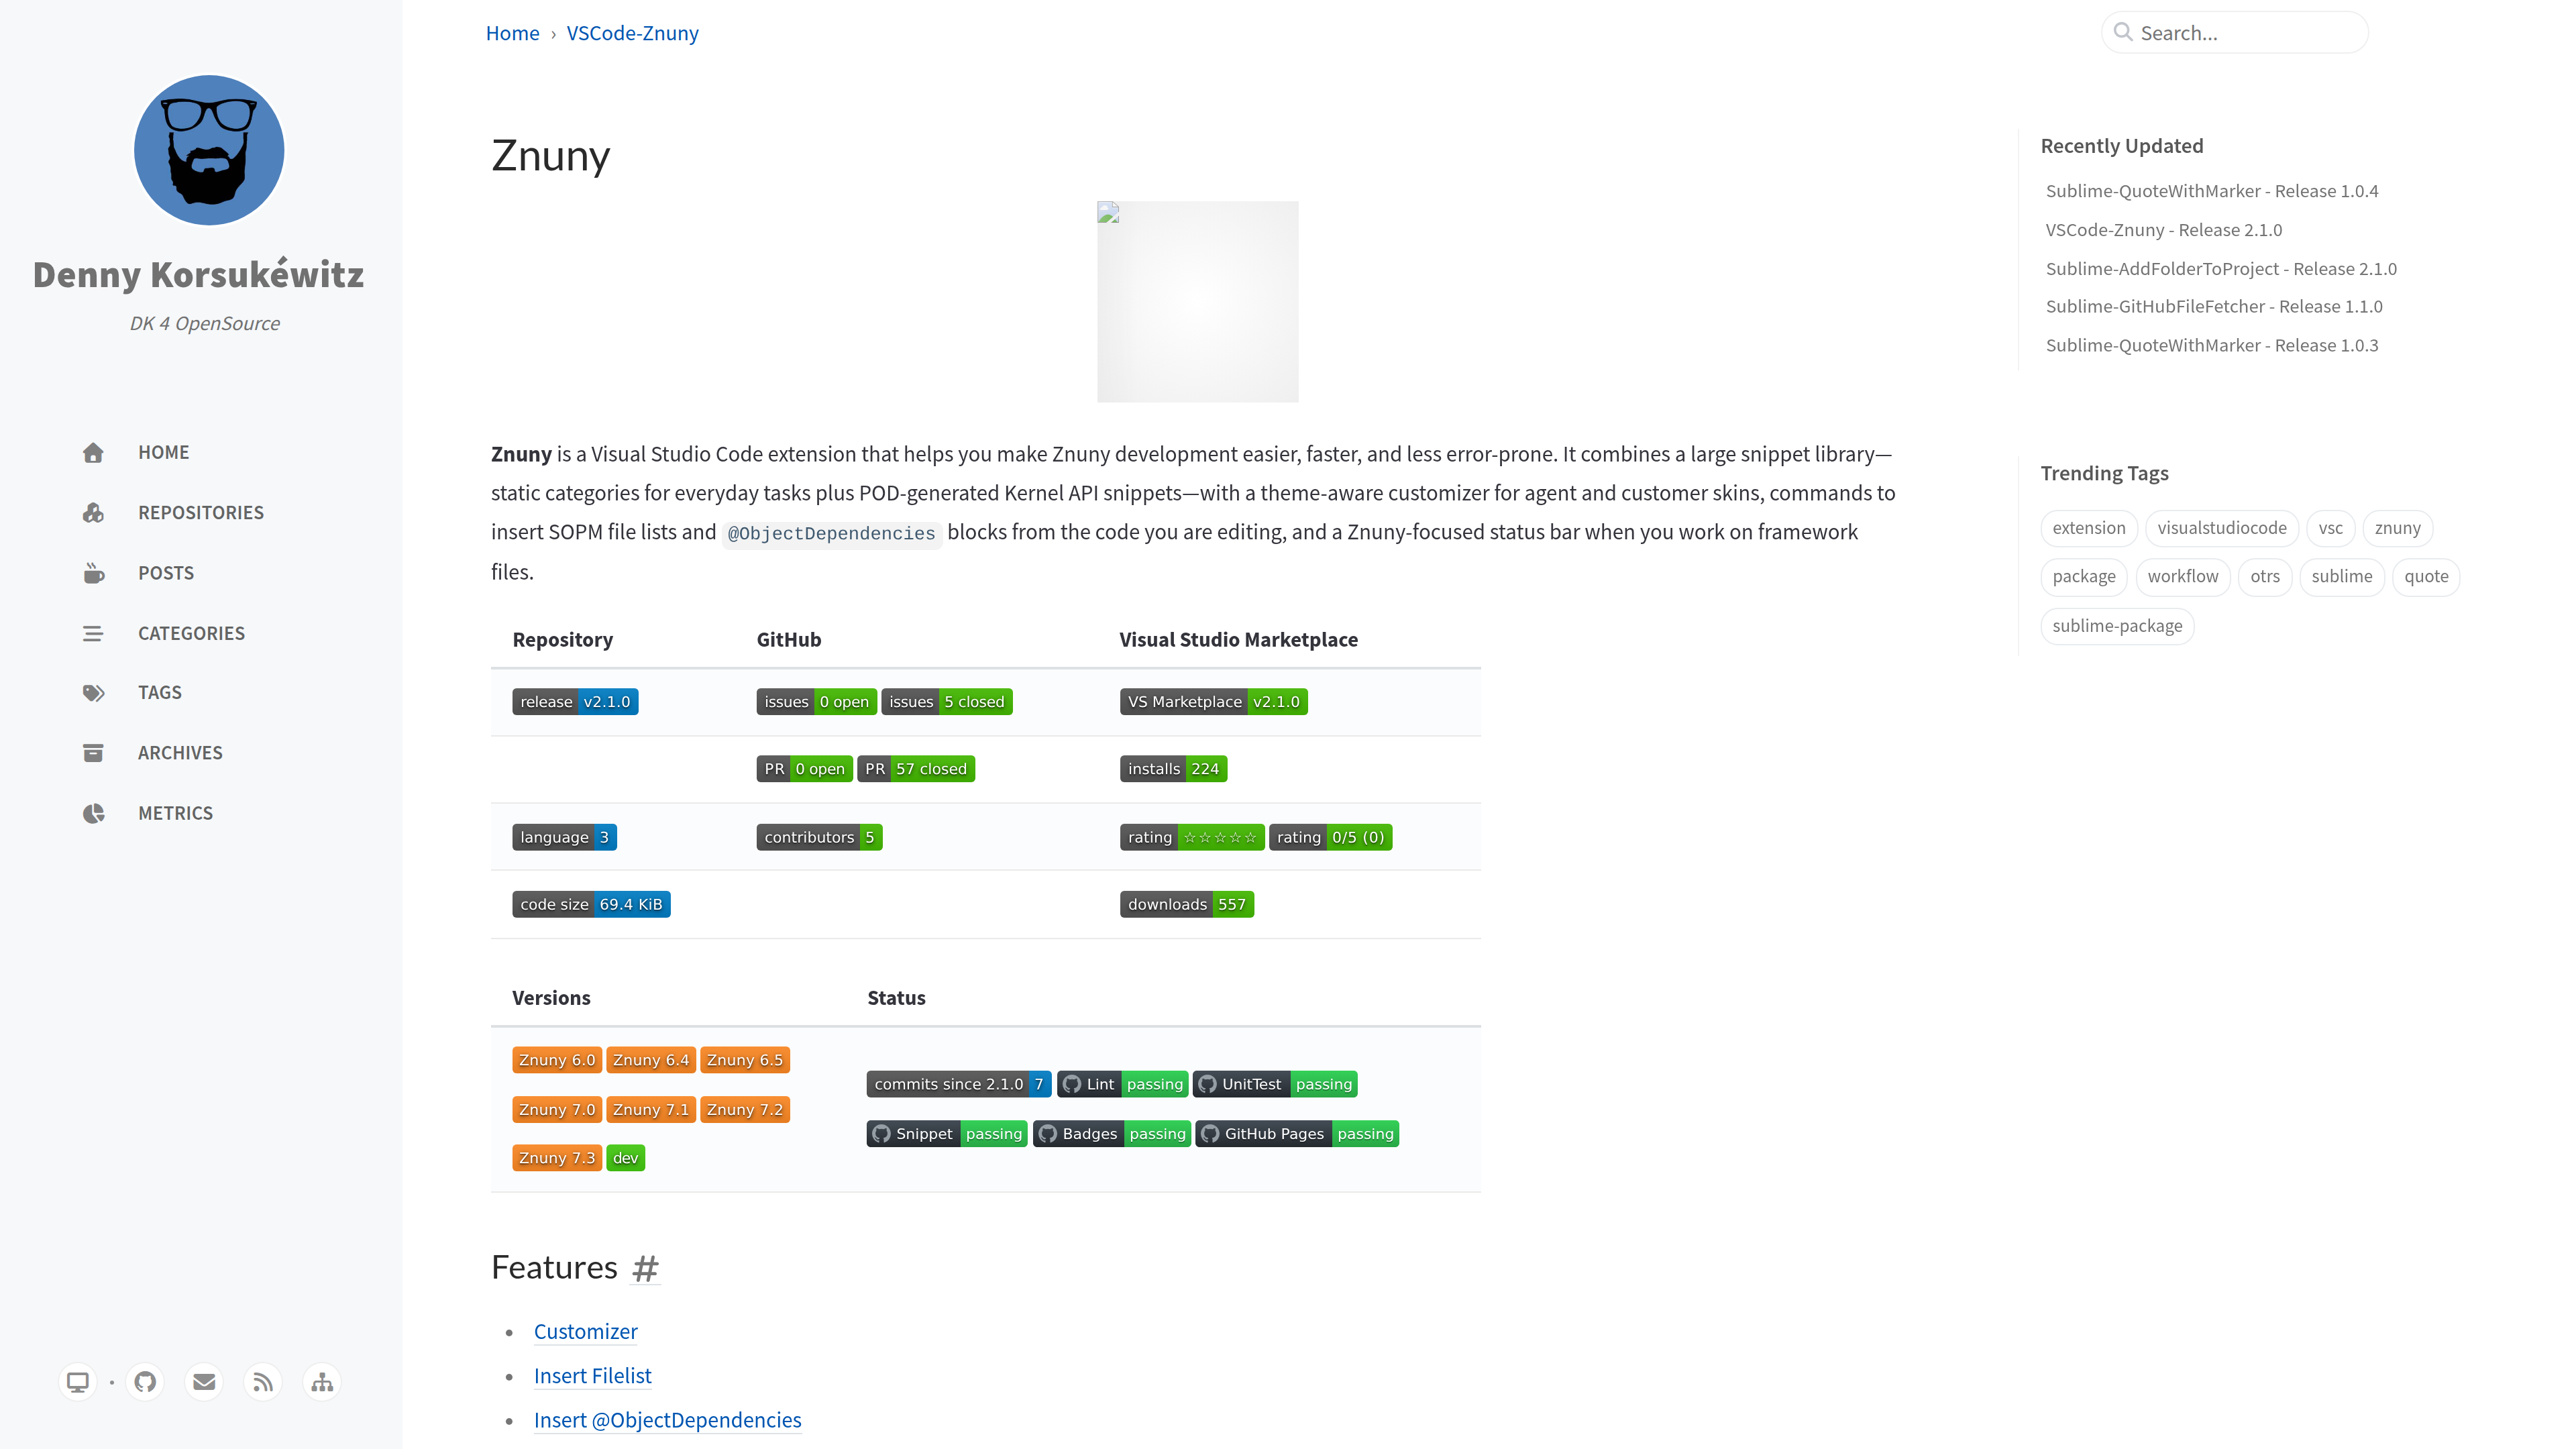 Denny Korsukéwitz
DK 4 OpenSource
HOME
REPOSITORIES
POSTS
CATEGORIES
TAGS
ARCHIVES
METRICS
Home › VSCode-Znuny
Search...
Znuny
Znuny is a Visual Studio Code extension that helps you make Znuny development easier, faster, and less error-prone. It combines a large snippet library—
static categories for everyday tasks plus POD-generated Kernel API snippets—with a theme-aware customizer for agent and customer skins, commands to
insert SOPM file lists and @ObjectDependencies blocks from the code you are editing, and a Znuny-focused status bar when you work on framework
files.
Repository GitHub Visual Studio Marketplace
release v2.1.0 issues 0 open issues 5 closed VS Marketplace v2.1.0
PR 0 open PR 57 closed installs 224
language 3 contributors 5 rating ☆☆☆☆☆ rating 0/5 (0)
code size 69.4 KiB downloads 557
Versions Status
Znuny 6.0 Znuny 6.4 Znuny 6.5
Znuny 7.0 Znuny 7.1 Znuny 7.2
Znuny 7.3 dev
commits since 2.1.0 7 Lint passing UnitTest passing
Snippet passing Badges passing GitHub Pages passing
Features #
• Customizer
• Insert Filelist
• Insert @ObjectDependencies
Recently Updated
Sublime-QuoteWithMarker - Release 1.0.4
VSCode-Znuny - Release 2.1.0
Sublime-AddFolderToProject - Release 2.1.0
Sublime-GitHubFileFetcher - Release 1.1.0
Sublime-QuoteWithMarker - Release 1.0.3
Trending Tags
extension visualstudiocode vsc znuny
package workflow otrs sublime quote
sublime-package